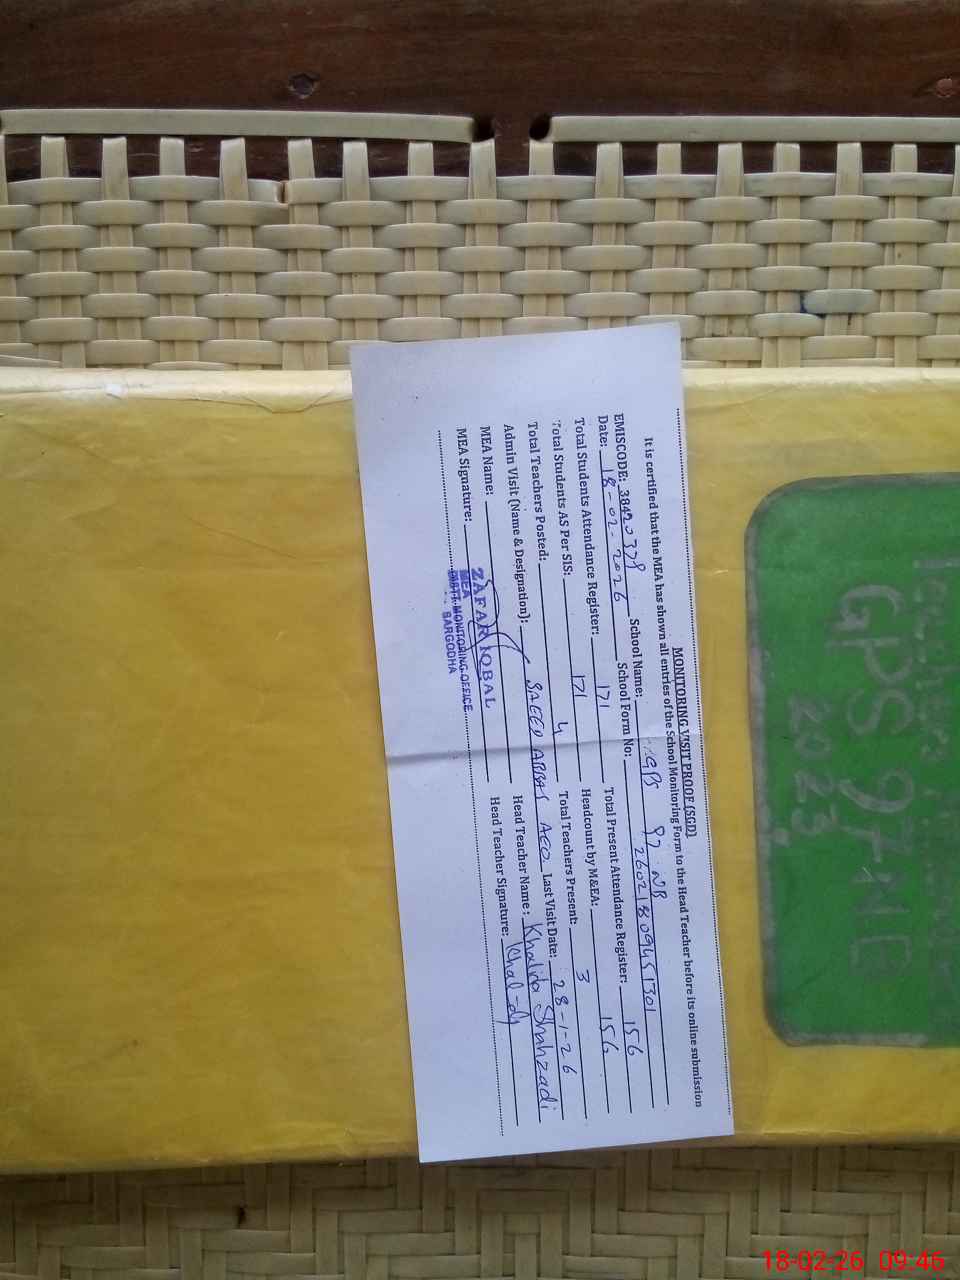 MONITORING VISIT PROOF (SGD)
It is certified that the MEA has shown all entries of the School Monitoring Form to the Head Teacher before its online submission
EMISCODE: 38420379 School Name: GPS 97 NB
Date: 18-02-2026 School Form No: 26021809451301
Total Students Attendance Register: 171 Total Present Attendance Register: 156
Total Students AS Per SIS: 171 Headcount by M&EA: 156
Total Teachers Posted: 4 Total Teachers Present: 3
Admin Visit (Name & Designation): SAEED ABBAS AEO Last Visit Date: 28-1-26
MEA Name: Head Teacher Name: Khalida Shahzadi
MEA Signature: Head Teacher Signature:
ZAFAR IQBAL
MEA
DISTT. MONITORING OFFICE
SARGODHA
GPS 97 NB
2023
18-02-26 09:46